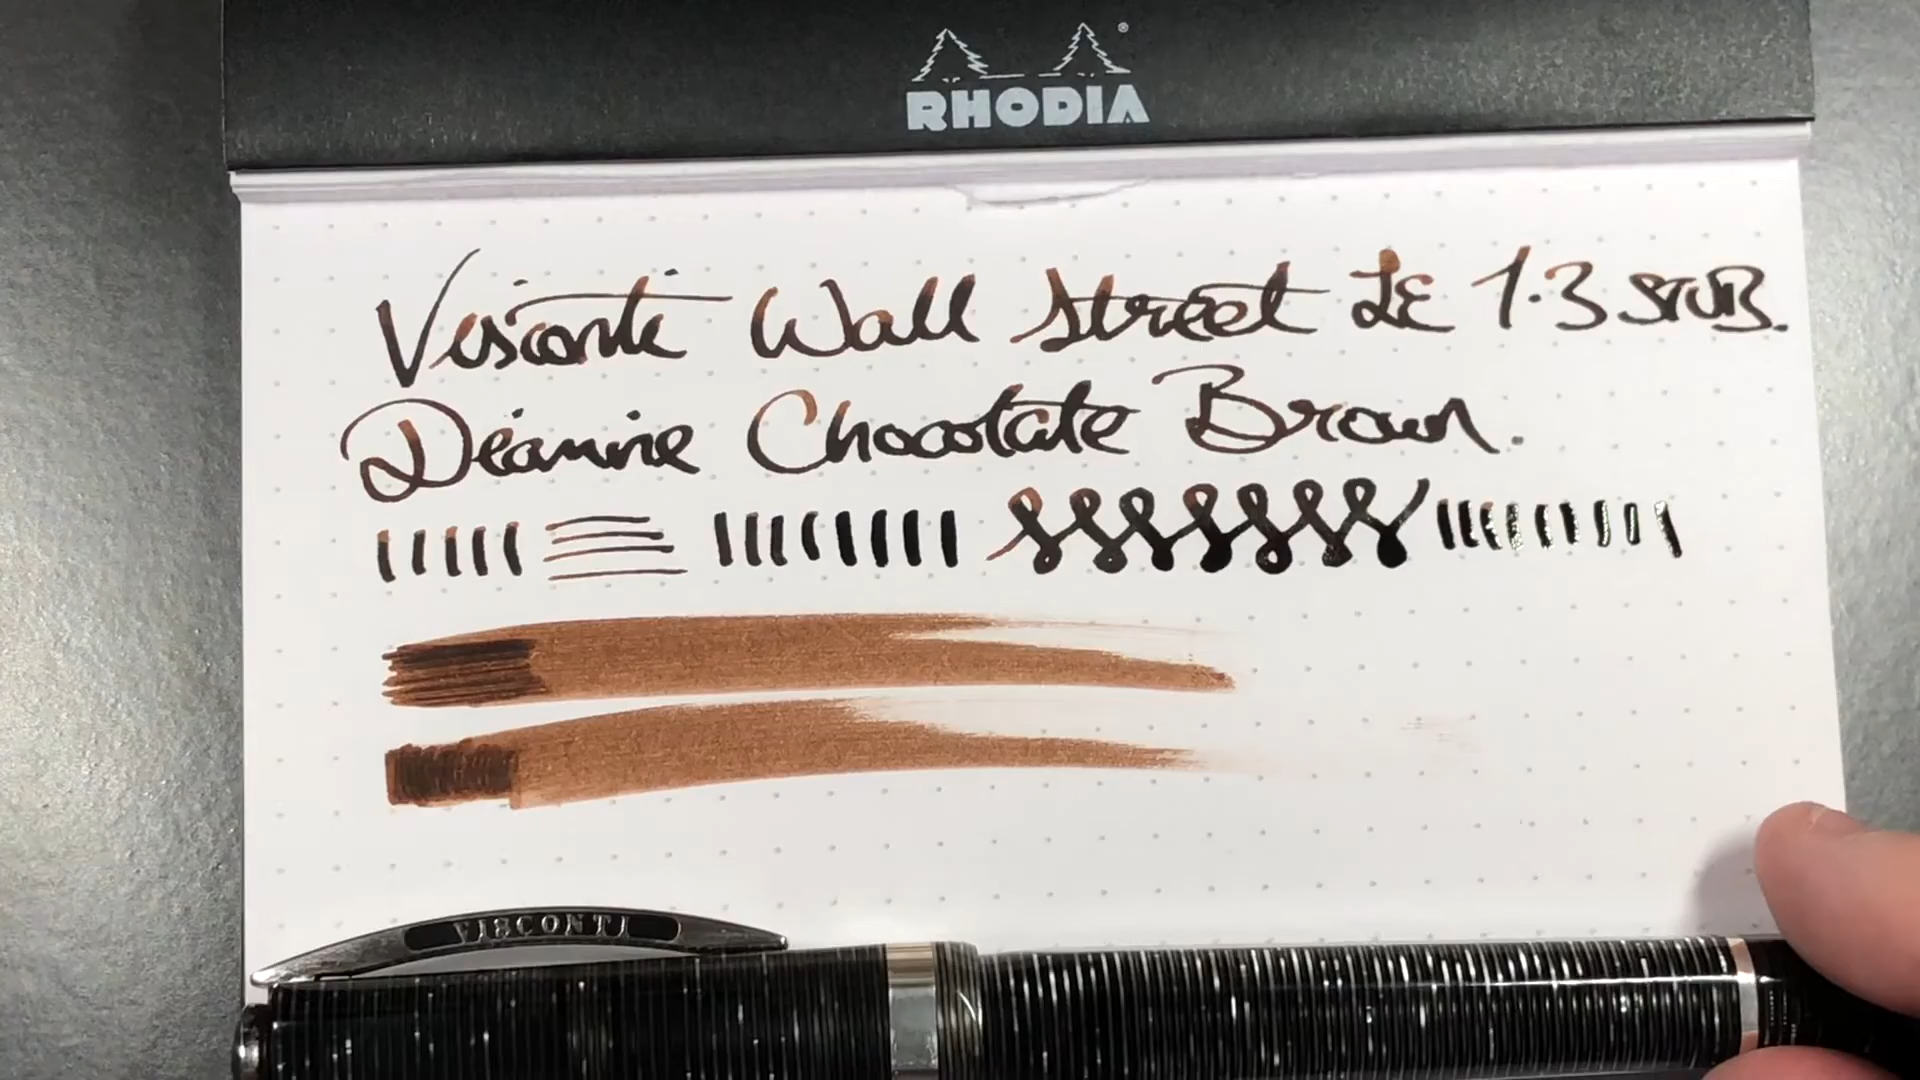 RHODIA
Visconti Wall Street LE 1.3 STUB.
Diamine Chocolate Brown.
VISCONTI